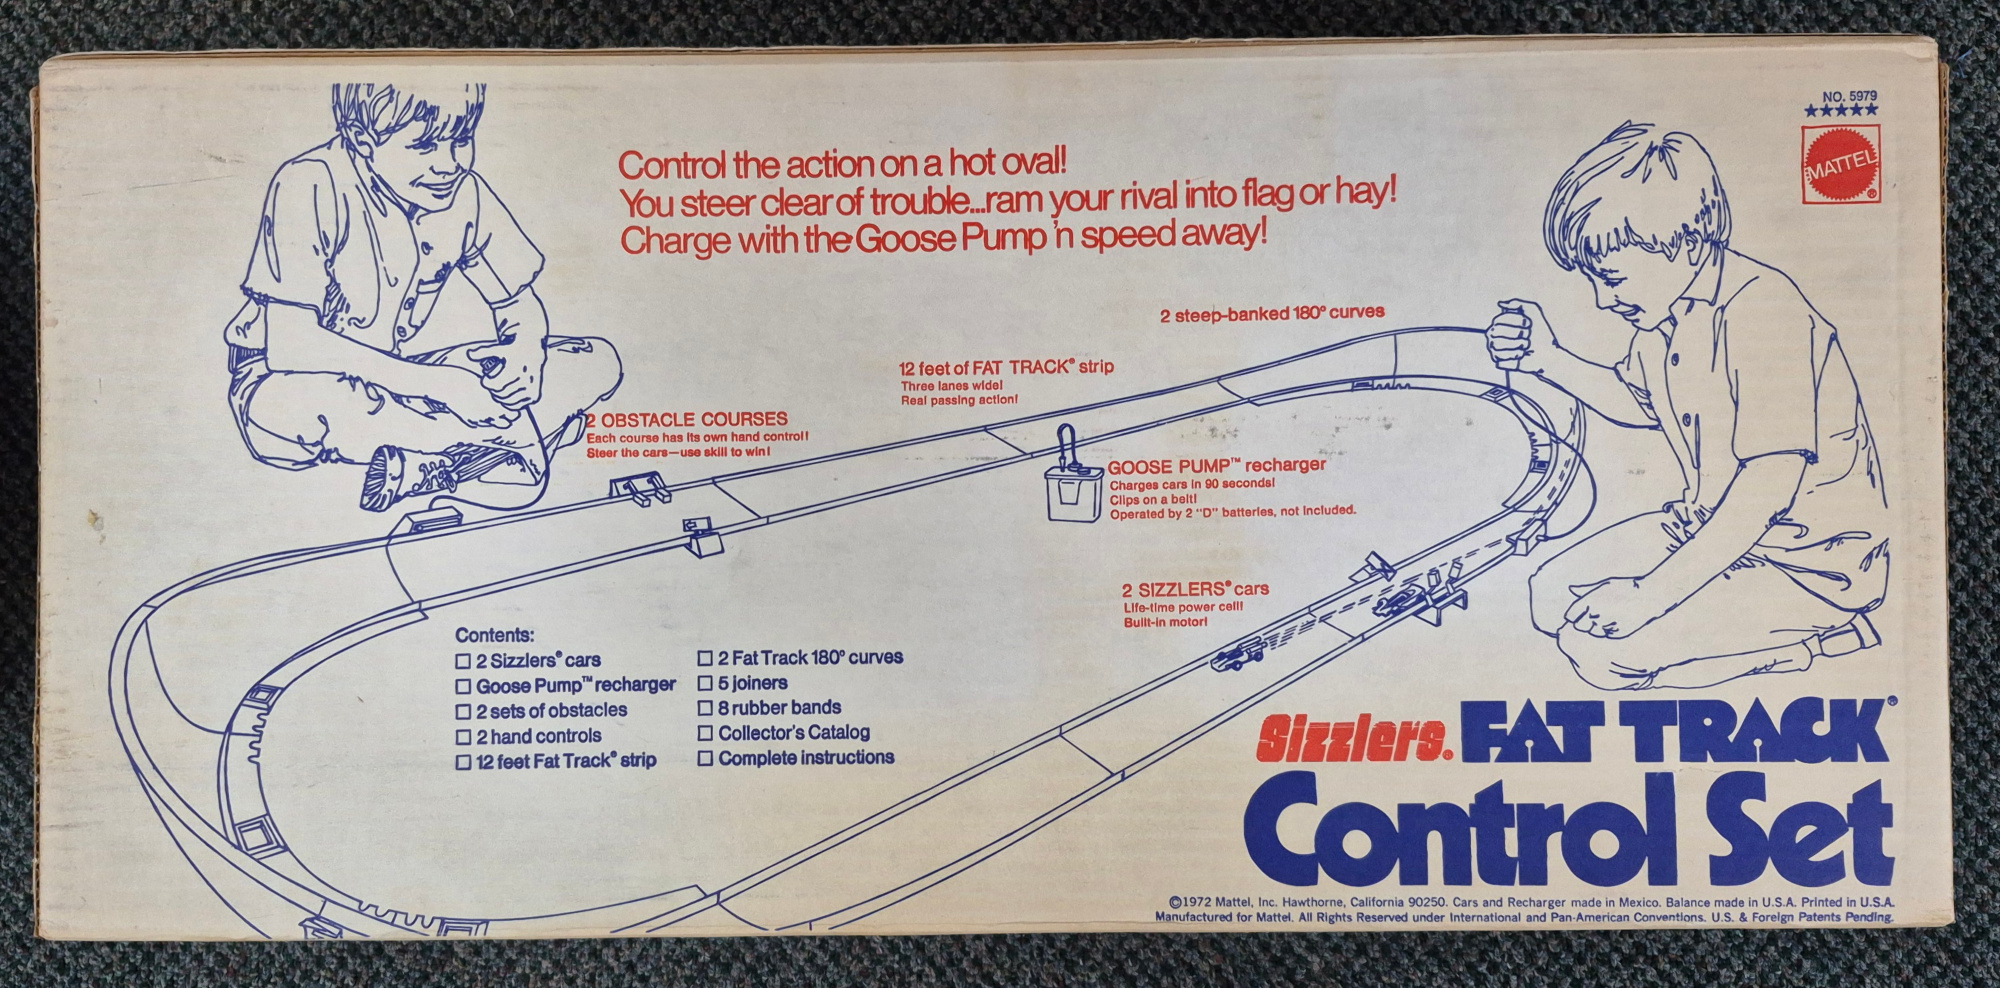 NO. 5979
★★★★★
MATTEL
®
Control the action on a hot oval!
You steer clear of trouble...ram your rival into flag or hay!
Charge with the Goose Pump 'n speed away!
2 steep-banked 180° curves
12 feet of FAT TRACK® strip
Three lanes wide!
Real passing action!
2 OBSTACLE COURSES
Each course has its own hand control!
Steer the cars—use skill to win!
GOOSE PUMP™ recharger
Charges cars in 90 seconds!
Clips on a belt!
Operated by 2 "D" batteries, not included.
2 SIZZLERS® cars
Life-time power cell!
Built-in motor!
Contents:
☐ 2 Sizzlers® cars
☐ Goose Pump™ recharger
☐ 2 sets of obstacles
☐ 2 hand controls
☐ 12 feet Fat Track® strip
☐ 2 Fat Track 180° curves
☐ 5 joiners
☐ 8 rubber bands
☐ Collector's Catalog
☐ Complete instructions
Sizzlers® FAT TRACK®
Control Set
©1972 Mattel, Inc. Hawthorne, California 90250. Cars and Recharger made in Mexico. Balance made in U.S.A. Printed in U.S.A.
Manufactured for Mattel. All Rights Reserved under International and Pan-American Conventions. U.S. & Foreign Patents Pending.